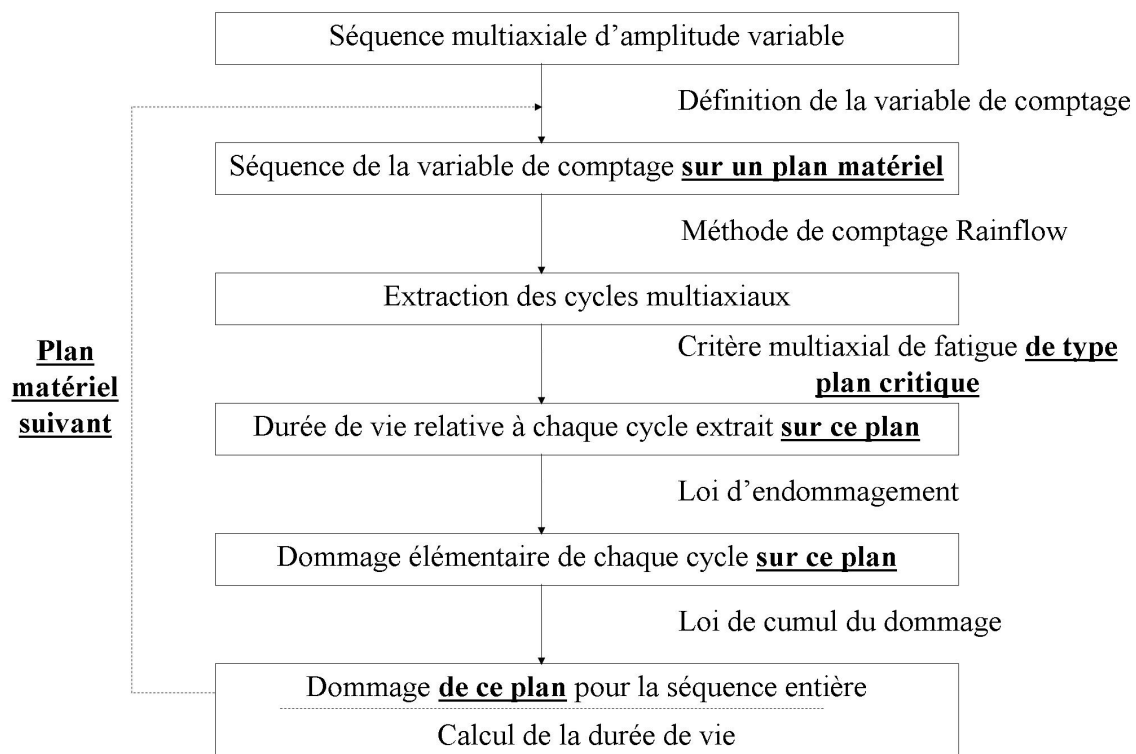 Séquence multiaxiale d’amplitude variable
Définition de la variable de comptage
Séquence de la variable de comptage sur un plan matériel
Méthode de comptage Rainflow
Extraction des cycles multiaxiaux
Critère multiaxial de fatigue de type
plan critique
Plan
matériel
suivant
Durée de vie relative à chaque cycle extrait sur ce plan
Loi d’endommagement
Dommage élémentaire de chaque cycle sur ce plan
Loi de cumul du dommage
Dommage de ce plan pour la séquence entière
Calcul de la durée de vie